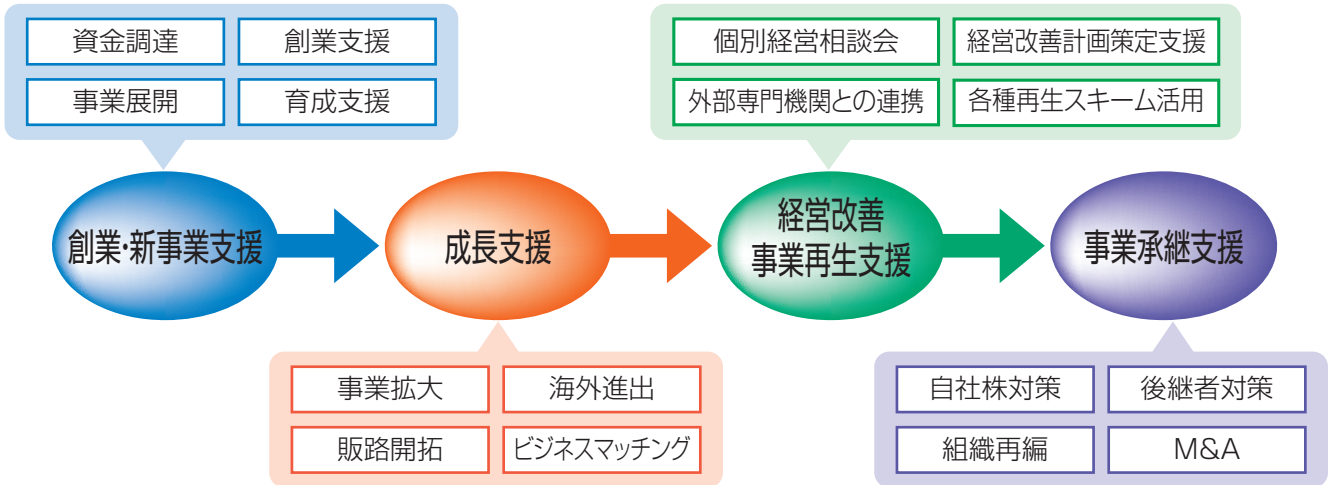 資金調達
創業支援
事業展開
育成支援
個別経営相談会
経営改善計画策定支援
外部専門機関との連携
各種再生スキーム活用
創業・新事業支援
成長支援
経営改善
事業再生支援
事業承継支援
事業拡大
海外進出
販路開拓
ビジネスマッチング
自社株対策
後継者対策
組織再編
M&A